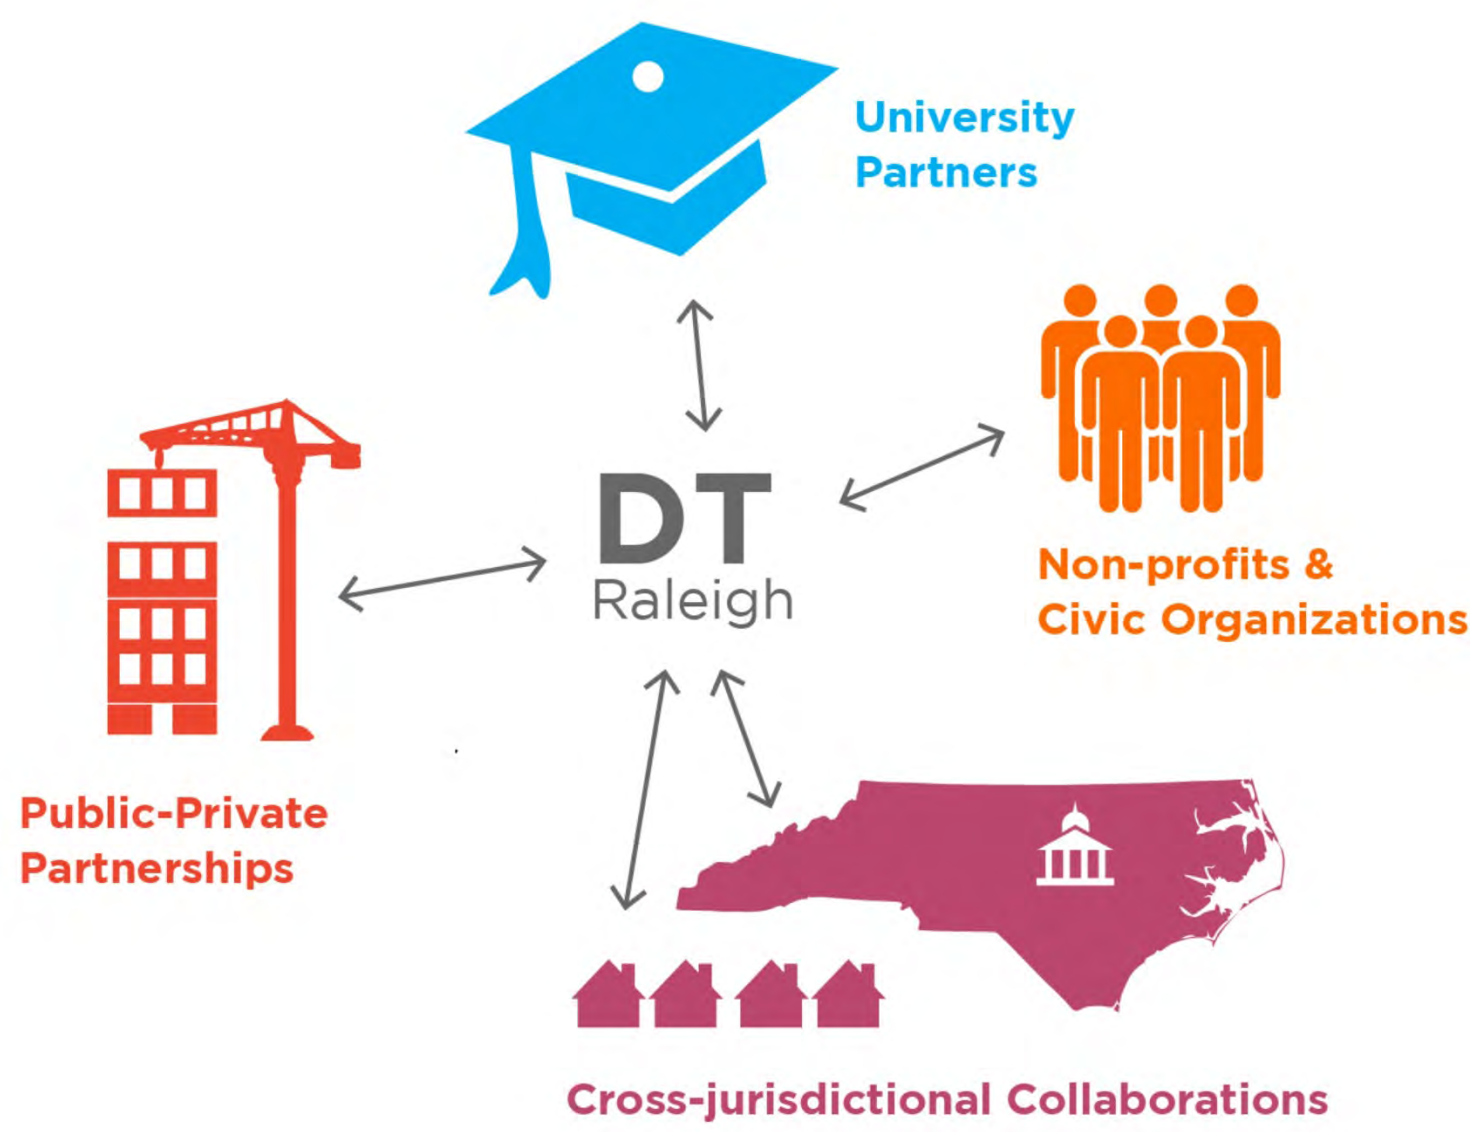 University
Partners
DT
Raleigh
Non-profits &
Civic Organizations
Public-Private
Partnerships
Cross-jurisdictional Collaborations